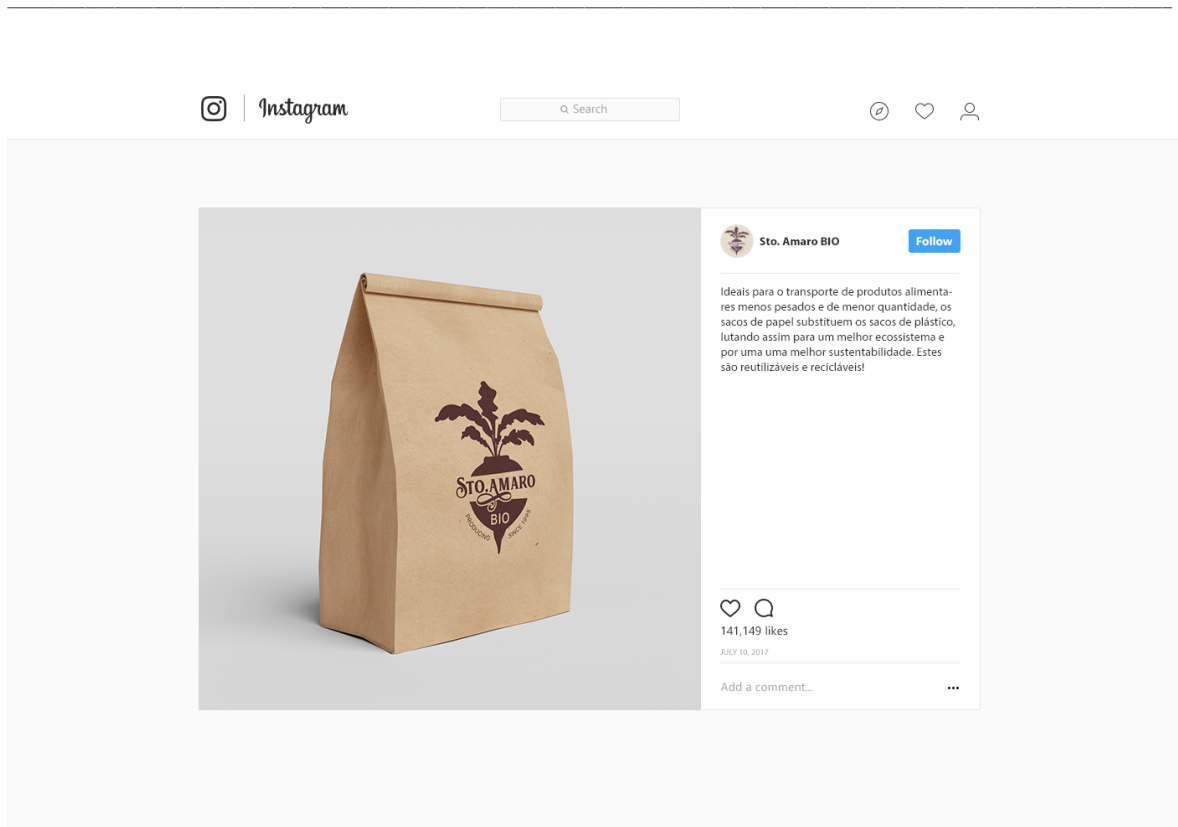 Instagram
Search
Sto. Amaro BIO
Follow
Ideais para o transporte de produtos alimenta-
res menos pesados e de menor quantidade, os
sacos de papel substituem os sacos de plástico,
lutando assim para um melhor ecossistema e
por uma uma melhor sustentabilidade. Estes
são reutilizáveis e recicláveis!
STO.AMARO
BIO
PRODUCING SINCE 1998
141,149 likes
JULY 10, 2017
Add a comment...